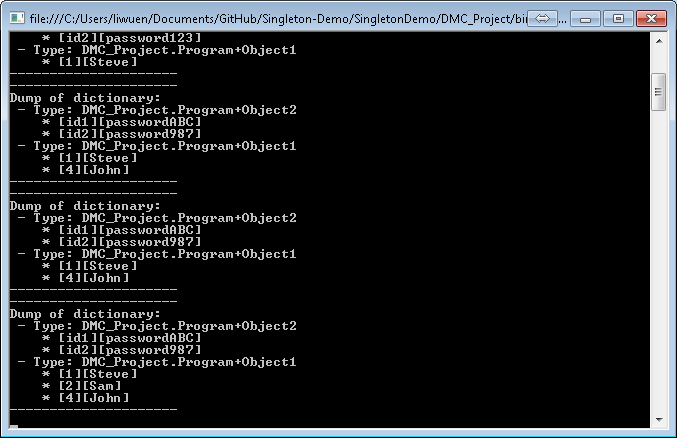 file:///C:/Users/liwuen/Documents/GitHub/Singleton-Demo/SingletonDemo/DMC_Project/bin...
* [id2][password123]
- Type: DMC_Project.Program+Object1
* [1][Steve]
---------------------
---------------------
Dump of dictionary:
- Type: DMC_Project.Program+Object2
* [id1][passwordABC]
* [id2][password987]
- Type: DMC_Project.Program+Object1
* [1][Steve]
* [4][John]
---------------------
---------------------
Dump of dictionary:
- Type: DMC_Project.Program+Object2
* [id1][passwordABC]
* [id2][password987]
- Type: DMC_Project.Program+Object1
* [1][Steve]
* [4][John]
---------------------
---------------------
Dump of dictionary:
- Type: DMC_Project.Program+Object2
* [id1][passwordABC]
* [id2][password987]
- Type: DMC_Project.Program+Object1
* [1][Steve]
* [2][Sam]
* [4][John]
---------------------